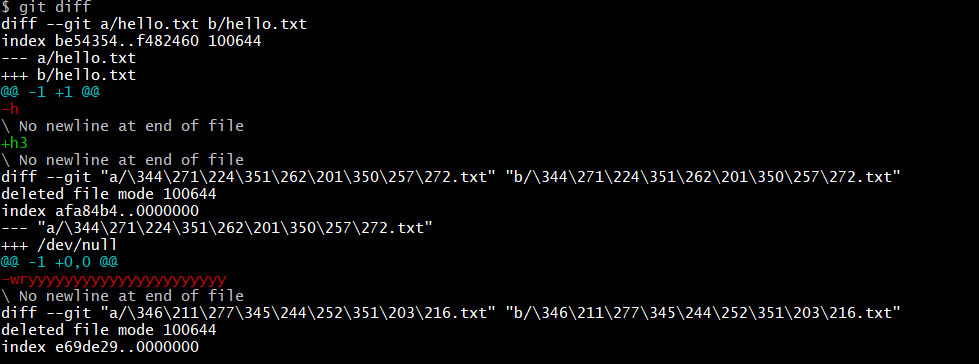 $ git diff
diff --git a/hello.txt b/hello.txt
index be54354..f482460 100644
--- a/hello.txt
+++ b/hello.txt
@@ -1 +1 @@
-h
\ No newline at end of file
+h3
\ No newline at end of file
diff --git "a/\344\271\224\351\262\201\350\257\272.txt" "b/\344\271\224\351\262\201\350\257\272.txt"
deleted file mode 100644
index afa84b4..0000000
--- "a/\344\271\224\351\262\201\350\257\272.txt"
+++ /dev/null
@@ -1 +0,0 @@
-wryyyyyyyyyyyyyyyyyyyyyy
\ No newline at end of file
diff --git "a/\346\211\277\345\244\252\351\203\216.txt" "b/\346\211\277\345\244\252\351\203\216.txt"
deleted file mode 100644
index e69de29..0000000